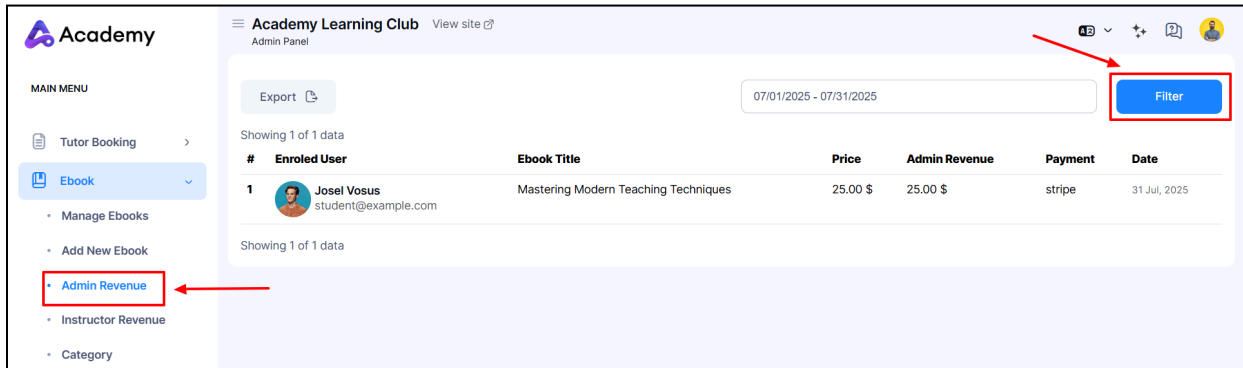 Academy
Academy Learning Club View site
Admin Panel
MAIN MENU
Tutor Booking
Ebook
Manage Ebooks
Add New Ebook
Admin Revenue
Instructor Revenue
Category
Export
07/01/2025 - 07/31/2025
Filter
Showing 1 of 1 data
# Enroled User Ebook Title Price Admin Revenue Payment Date
1 Josel Vosus Mastering Modern Teaching Techniques 25.00 $ 25.00 $ stripe 31 Jul, 2025
student@example.com
Showing 1 of 1 data